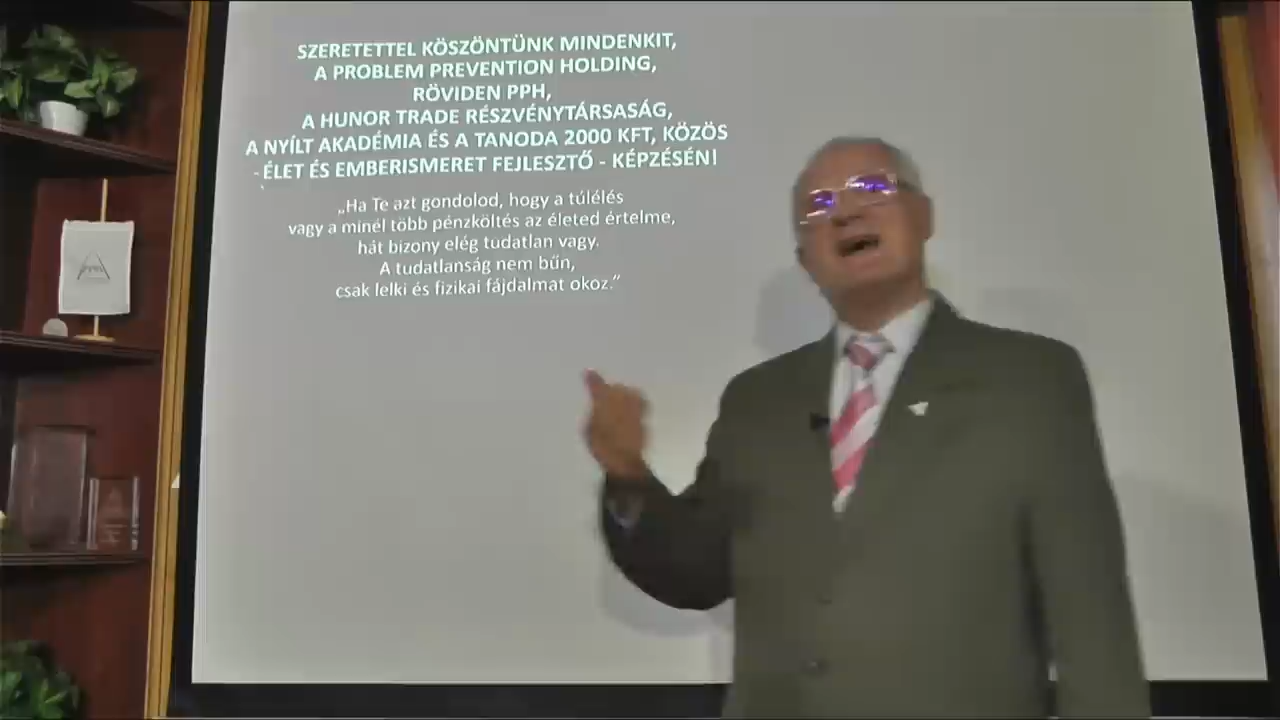 SZERETETTEL KÖSZÖNTÜNK MINDENKIT,
A PROBLEM PREVENTION HOLDING,
RÖVIDEN PPH,
A HUNOR TRADE RÉSZVÉNYTÁRSASÁG,
A NYÍLT AKADÉMIA ÉS A TANODA 2000 KFT, KÖZÖS
- ÉLET ÉS EMBERISMERET FEJLESZTŐ - KÉPZÉSÉN!
„Ha Te azt gondolod, hogy a túlélés
vagy a minél több pénzköltés az életed értelme,
hát bizony elég tudatlan vagy.
A tudatlanság nem bűn,
csak lelki és fizikai fájdalmat okoz.”